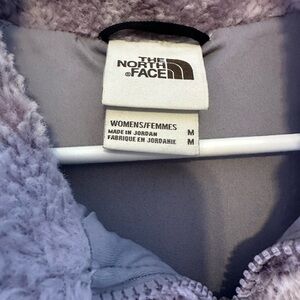 THE
NORTH
FACE
WOMENS/FEMMES
MADE IN JORDAN M
FABRIQUE EN JORDANIE M